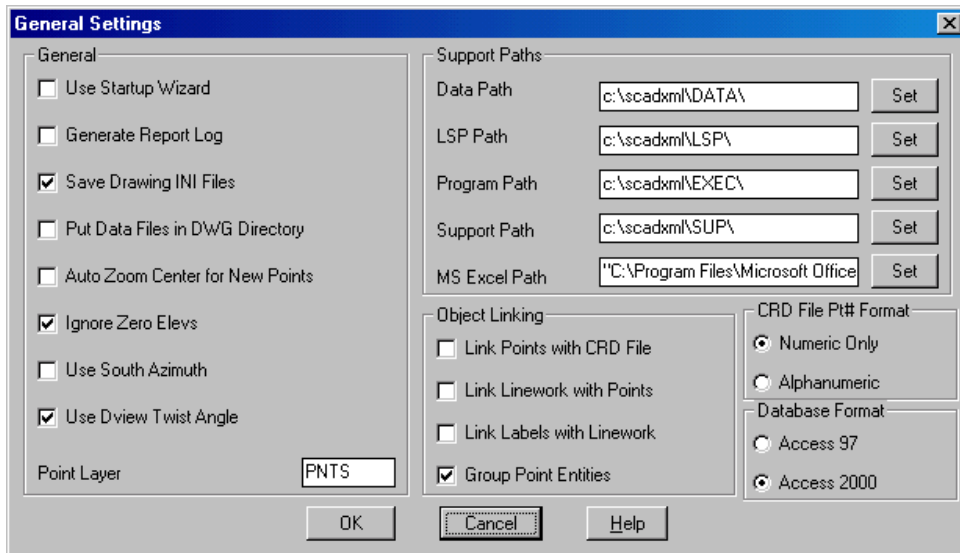 General Settings
General
Use Startup Wizard
Generate Report Log
Save Drawing INI Files
Put Data Files in DWG Directory
Auto Zoom Center for New Points
Ignore Zero Elevs
Use South Azimuth
Use Dview Twist Angle
Point Layer PNTS
Support Paths
Data Path c:\scadxml\DATA\ Set
LSP Path c:\scadxml\LSP\ Set
Program Path c:\scadxml\EXEC\ Set
Support Path c:\scadxml\SUP\ Set
MS Excel Path "C:\Program Files\Microsoft Office Set
Object Linking
Link Points with CRD File
Link Linework with Points
Link Labels with Linework
Group Point Entities
CRD File Pt# Format
Numeric Only
Alphanumeric
Database Format
Access 97
Access 2000
OK Cancel Help